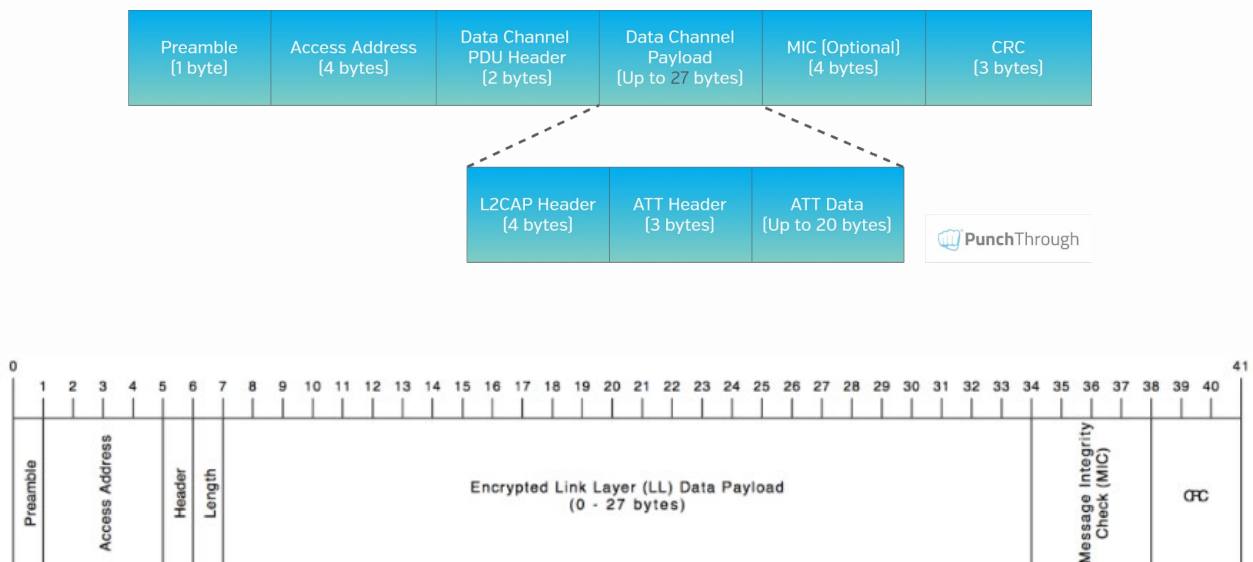 Preamble
(1 byte)
Access Address
(4 bytes)
Data Channel
PDU Header
(2 bytes)
Data Channel
Payload
(Up to 27 bytes)
MIC (Optional)
(4 bytes)
CRC
(3 bytes)
L2CAP Header
(4 bytes)
ATT Header
(3 bytes)
ATT Data
(Up to 20 bytes)
PunchThrough
0 1 2 3 4 5 6 7 8 9 10 11 12 13 14 15 16 17 18 19 20 21 22 23 24 25 26 27 28 29 30 31 32 33 34 35 36 37 38 39 40 41
Preamble
Access Address
Header
Length
Encrypted Link Layer (LL) Data Payload
(0 - 27 bytes)
Message Integrity
Check (MIC)
CRC